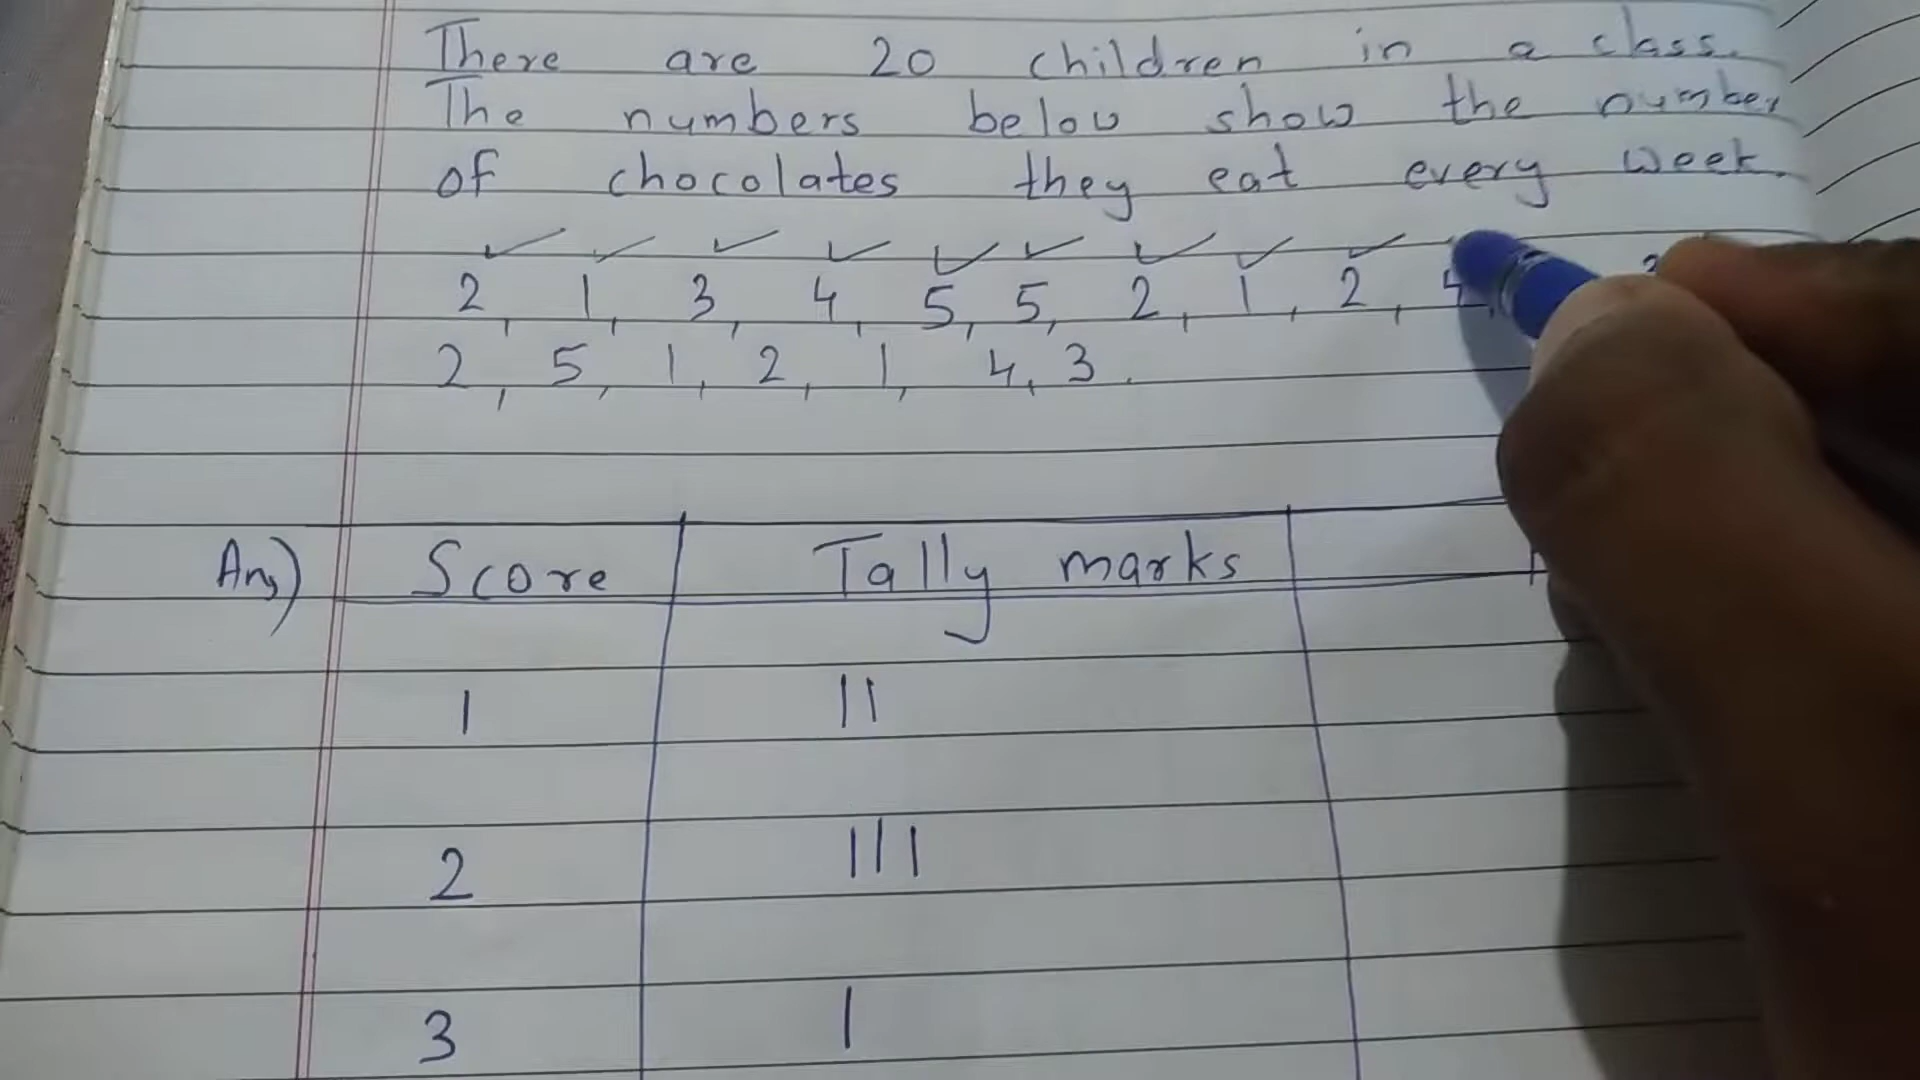 There are 20 children in a class.
The numbers below show the number
of chocolates they eat every week.
2, 1, 3, 4, 5, 5, 2, 1, 2, 4,
2, 5, 1, 2, 1, 4, 3.
Ans) Score Tally marks
1 ||
2 |||
3 |